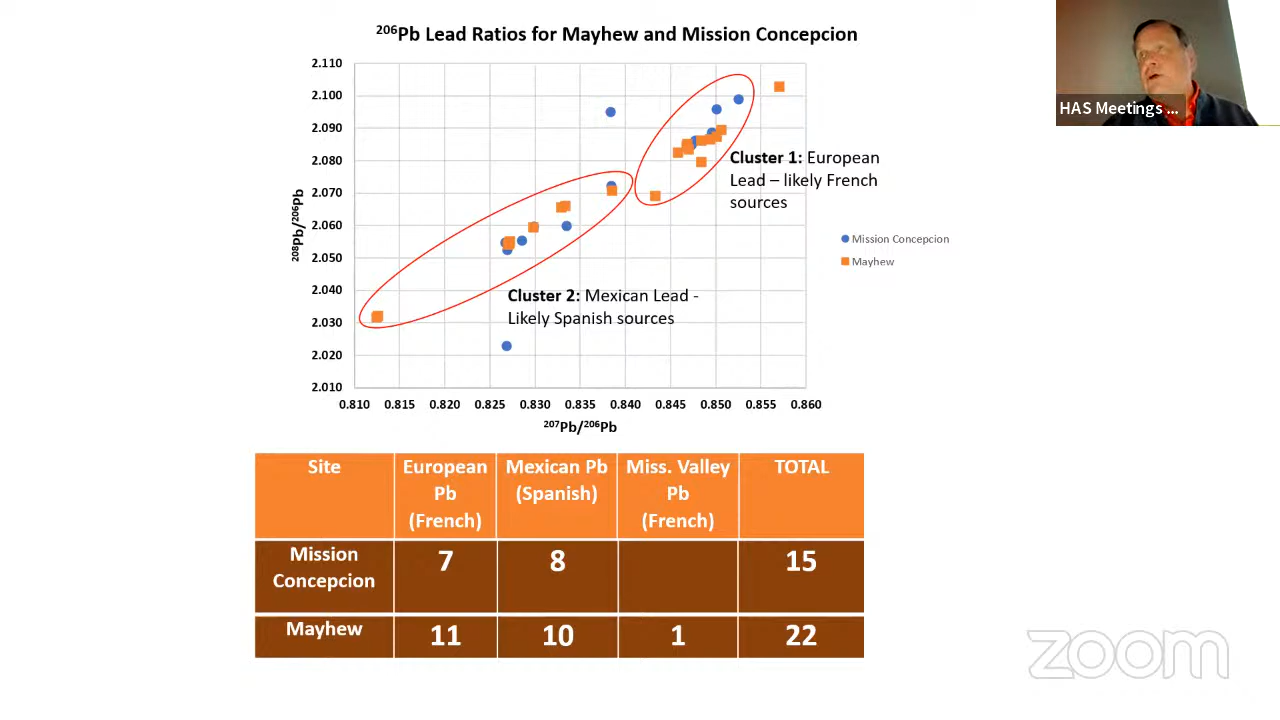 ²⁰⁶Pb Lead Ratios for Mayhew and Mission Concepcion
2.110
2.100
2.090
2.080
2.070
2.060
2.050
2.040
2.030
2.020
2.010
²⁰⁸Pb/²⁰⁶Pb
0.810 0.815 0.820 0.825 0.830 0.835 0.840 0.845 0.850 0.855 0.860
²⁰⁷Pb/²⁰⁶Pb
Cluster 1: European
Lead – likely French
sources
Cluster 2: Mexican Lead -
Likely Spanish sources
Mission Concepcion
Mayhew
HAS Meetings ...
Site
European
Pb
(French)
Mexican Pb
(Spanish)
Miss. Valley
Pb
(French)
TOTAL
Mission
Concepcion
7 8 15
Mayhew 11 10 1 22
zoom